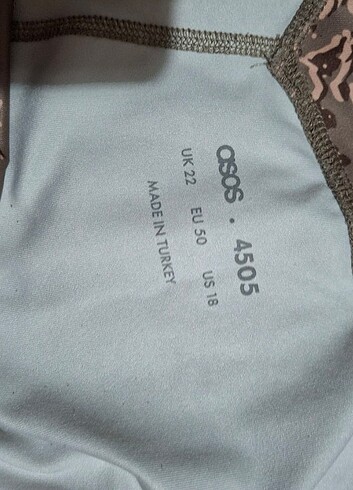 asos • 4505
UK 22 EU 50 US 18
MADE IN TURKEY